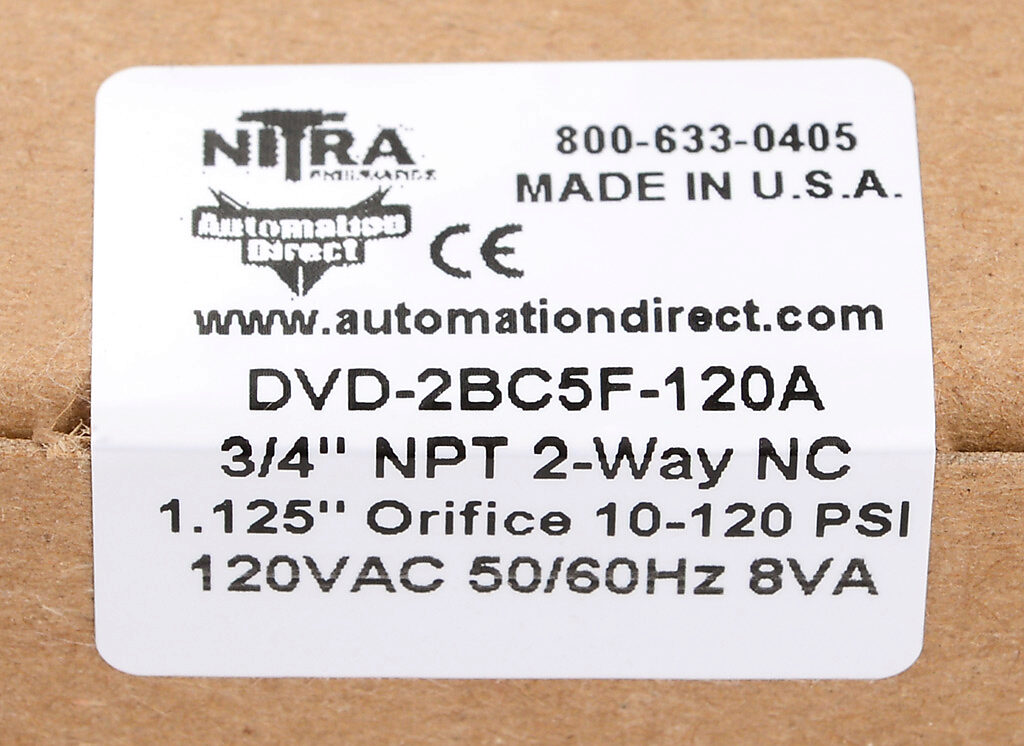 NITRA
PNEUMATICS
800-633-0405
MADE IN U.S.A.
Automation
Direct
CE
www.automationdirect.com
DVD-2BC5F-120A
3/4" NPT 2-Way NC
1.125" Orifice 10-120 PSI
120VAC 50/60Hz 8VA